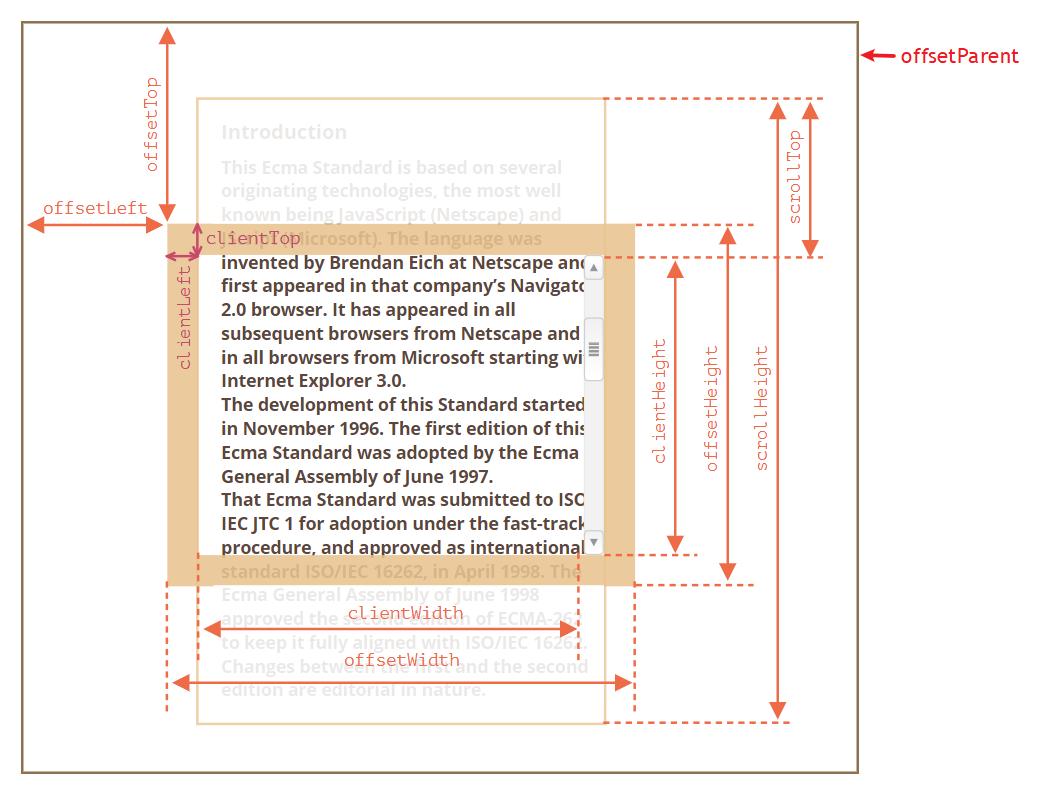 offsetParent
offsetTop
offsetLeft
clientTop
clientLeft
Introduction
This Ecma Standard is based on several
originating technologies, the most well
known being JavaScript (Netscape) and
JScript (Microsoft). The language was
invented by Brendan Eich at Netscape and
first appeared in that company’s Navigato
2.0 browser. It has appeared in all
subsequent browsers from Netscape and
in all browsers from Microsoft starting wi
Internet Explorer 3.0.
The development of this Standard started
in November 1996. The first edition of this
Ecma Standard was adopted by the Ecma
General Assembly of June 1997.
That Ecma Standard was submitted to ISO
IEC JTC 1 for adoption under the fast-track
procedure, and approved as international
standard ISO/IEC 16262, in April 1998. The
Ecma General Assembly of June 1998
approved the second edition of ECMA-262
to keep it fully aligned with ISO/IEC 16262.
Changes between the first and the second
edition are editorial in nature.
clientWidth
offsetWidth
clientHeight
offsetHeight
scrollHeight
scrollTop